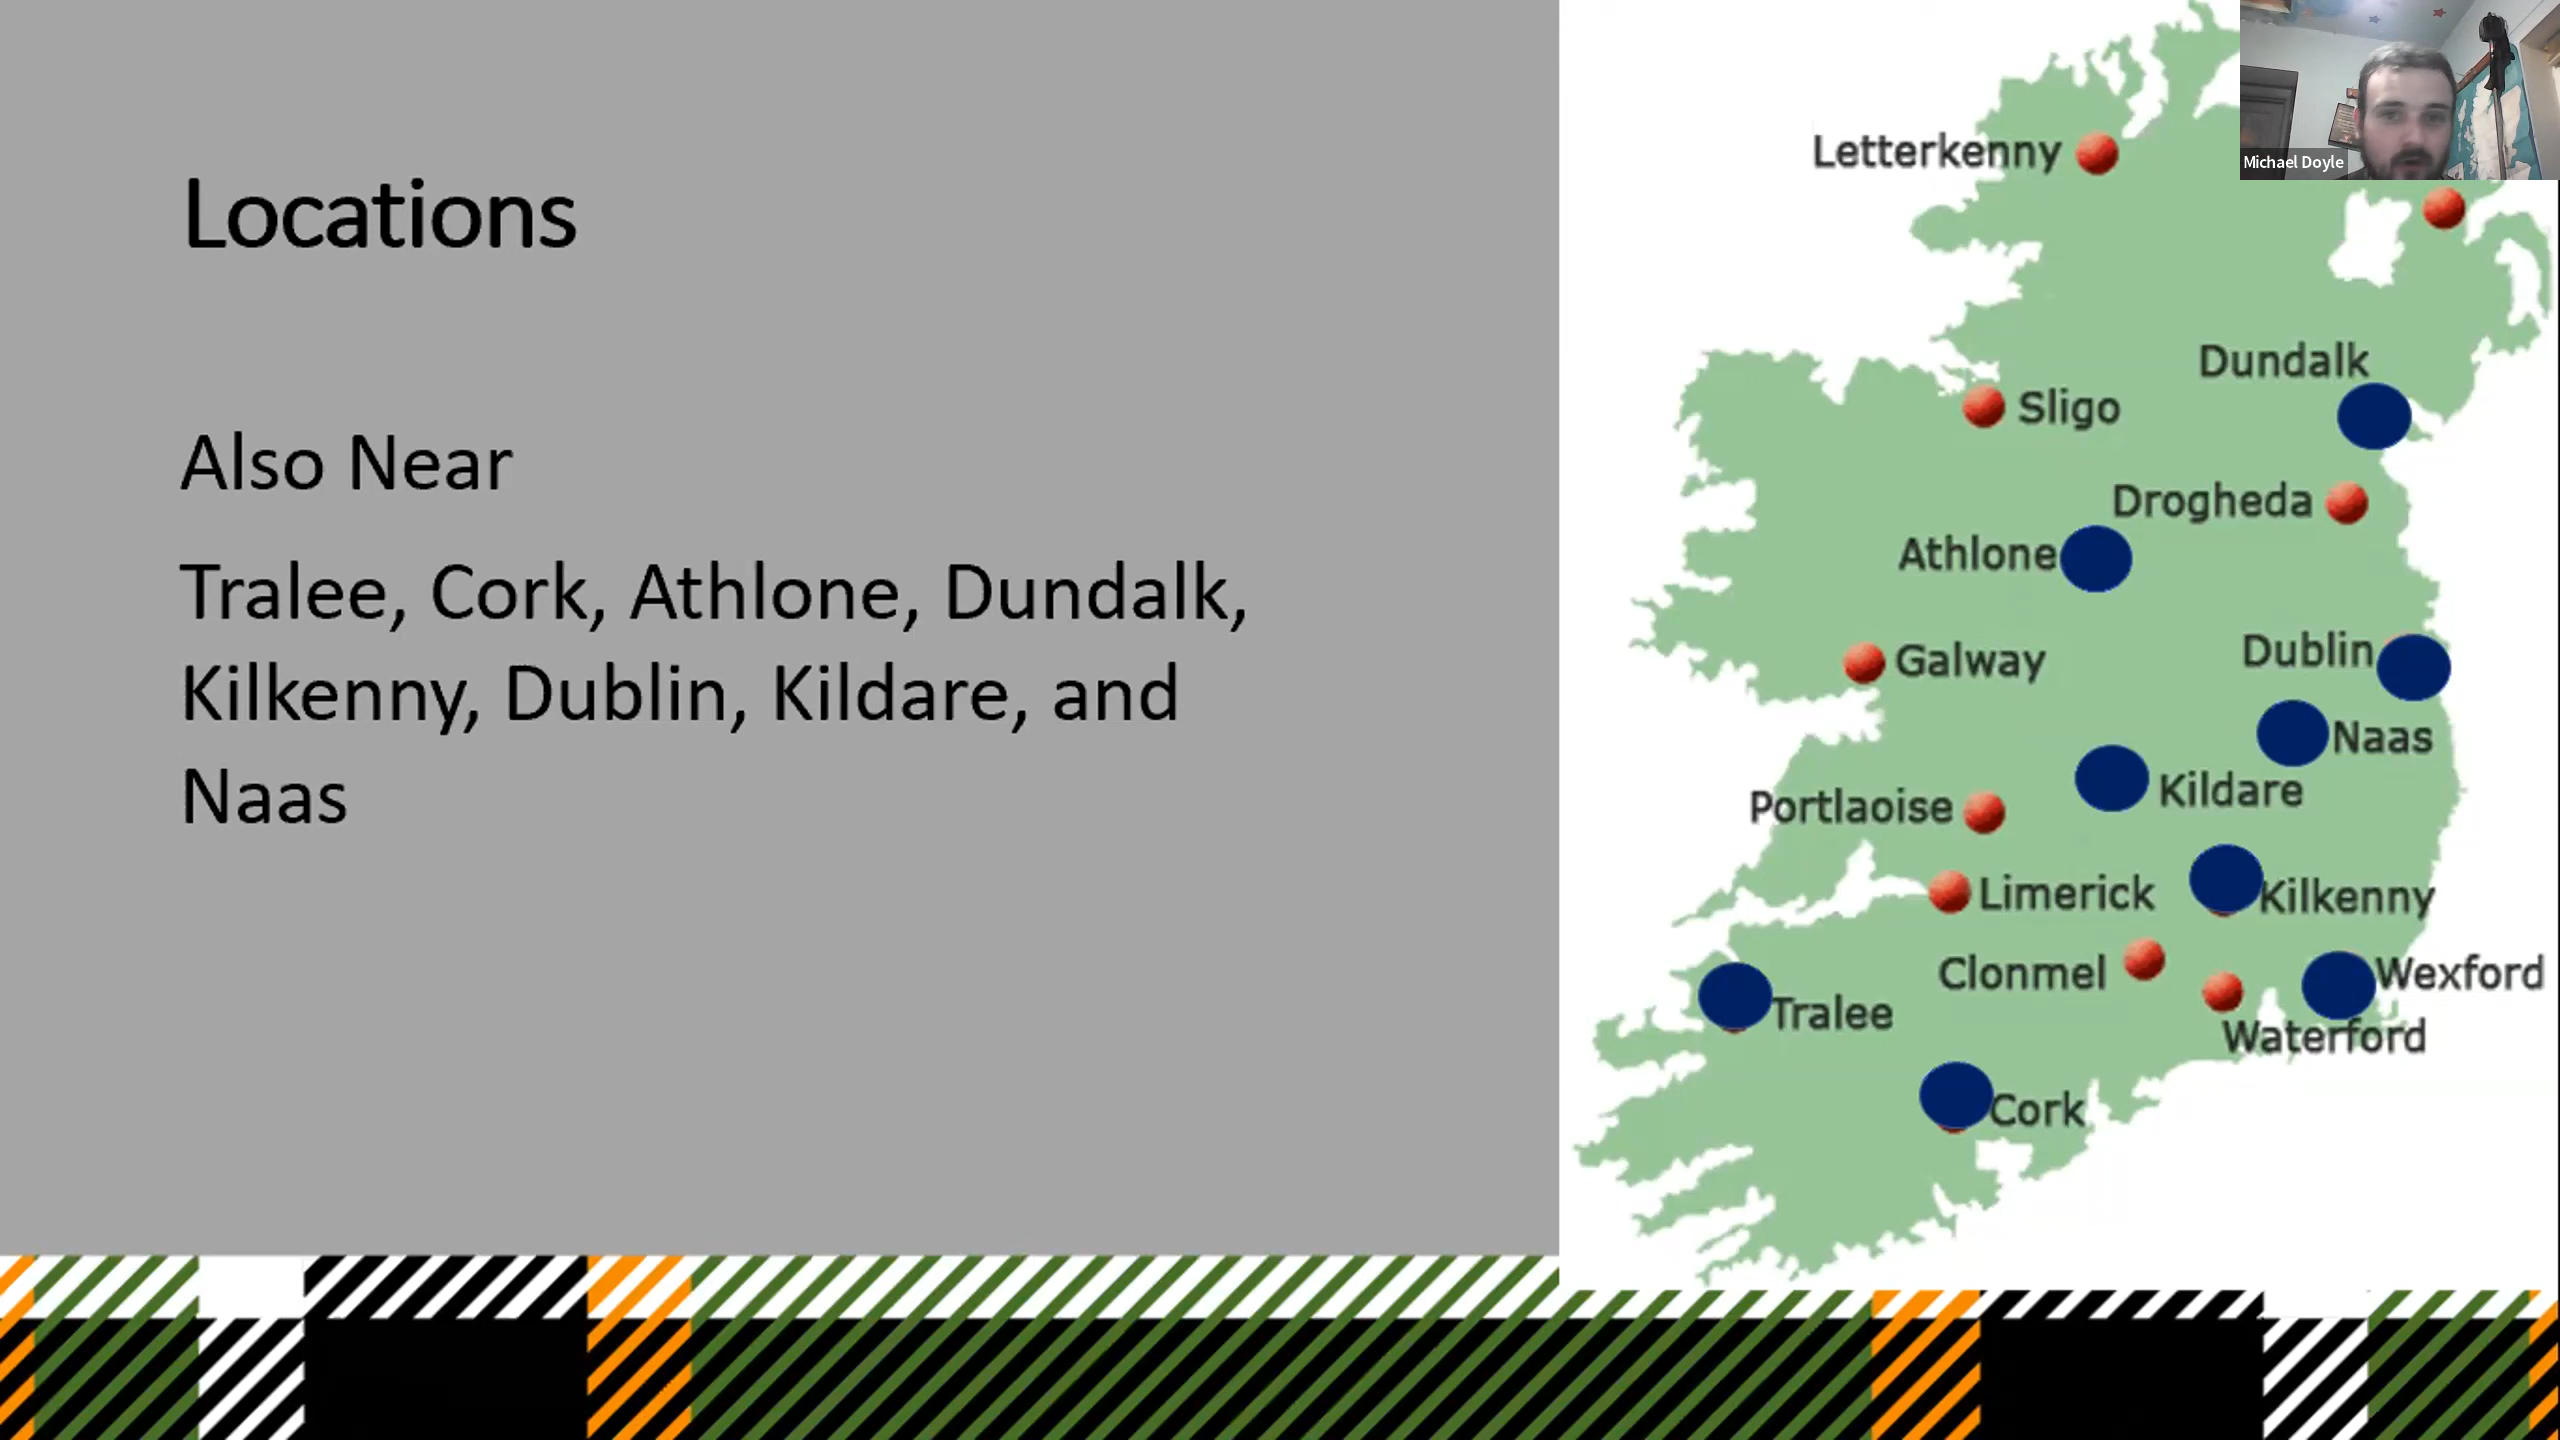 Locations
Also Near
Tralee, Cork, Athlone, Dundalk,
Kilkenny, Dublin, Kildare, and
Naas
Michael Doyle
Letterkenny
Dundalk
Sligo
Drogheda
Athlone
Dublin
Galway
Naas
Kildare
Portlaoise
Limerick
Kilkenny
Clonmel
Wexford
Tralee
Waterford
Cork